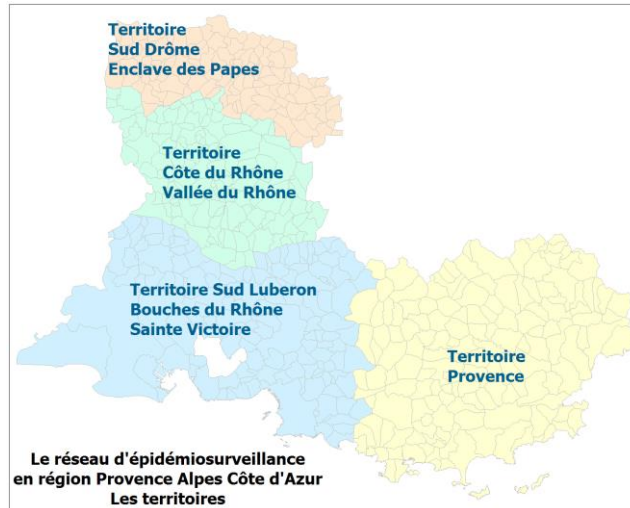 Territoire
Sud Drôme
Enclave des Papes
Territoire
Côte du Rhône
Vallée du Rhône
Territoire Sud Luberon
Bouches du Rhône
Sainte Victoire
Territoire
Provence
Le réseau d'épidémiosurveillance
en région Provence Alpes Côte d'Azur
Les territoires